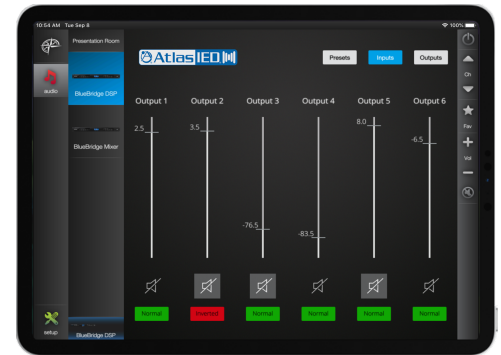 10:54 AM Tue Sep 8
100%
Presentation Room
AtlasIED
Presets
Inputs
Outputs
audio
BlueBridge DSP
BlueBridge Mixer
Ch
Fav
Vol
Output 1
Output 2
Output 3
Output 4
Output 5
Output 6
2.5
3.5
-76.5
-83.5
8.0
-6.5
Normal
Inverted
Normal
Normal
Normal
Normal
setup
BlueBridge DSP